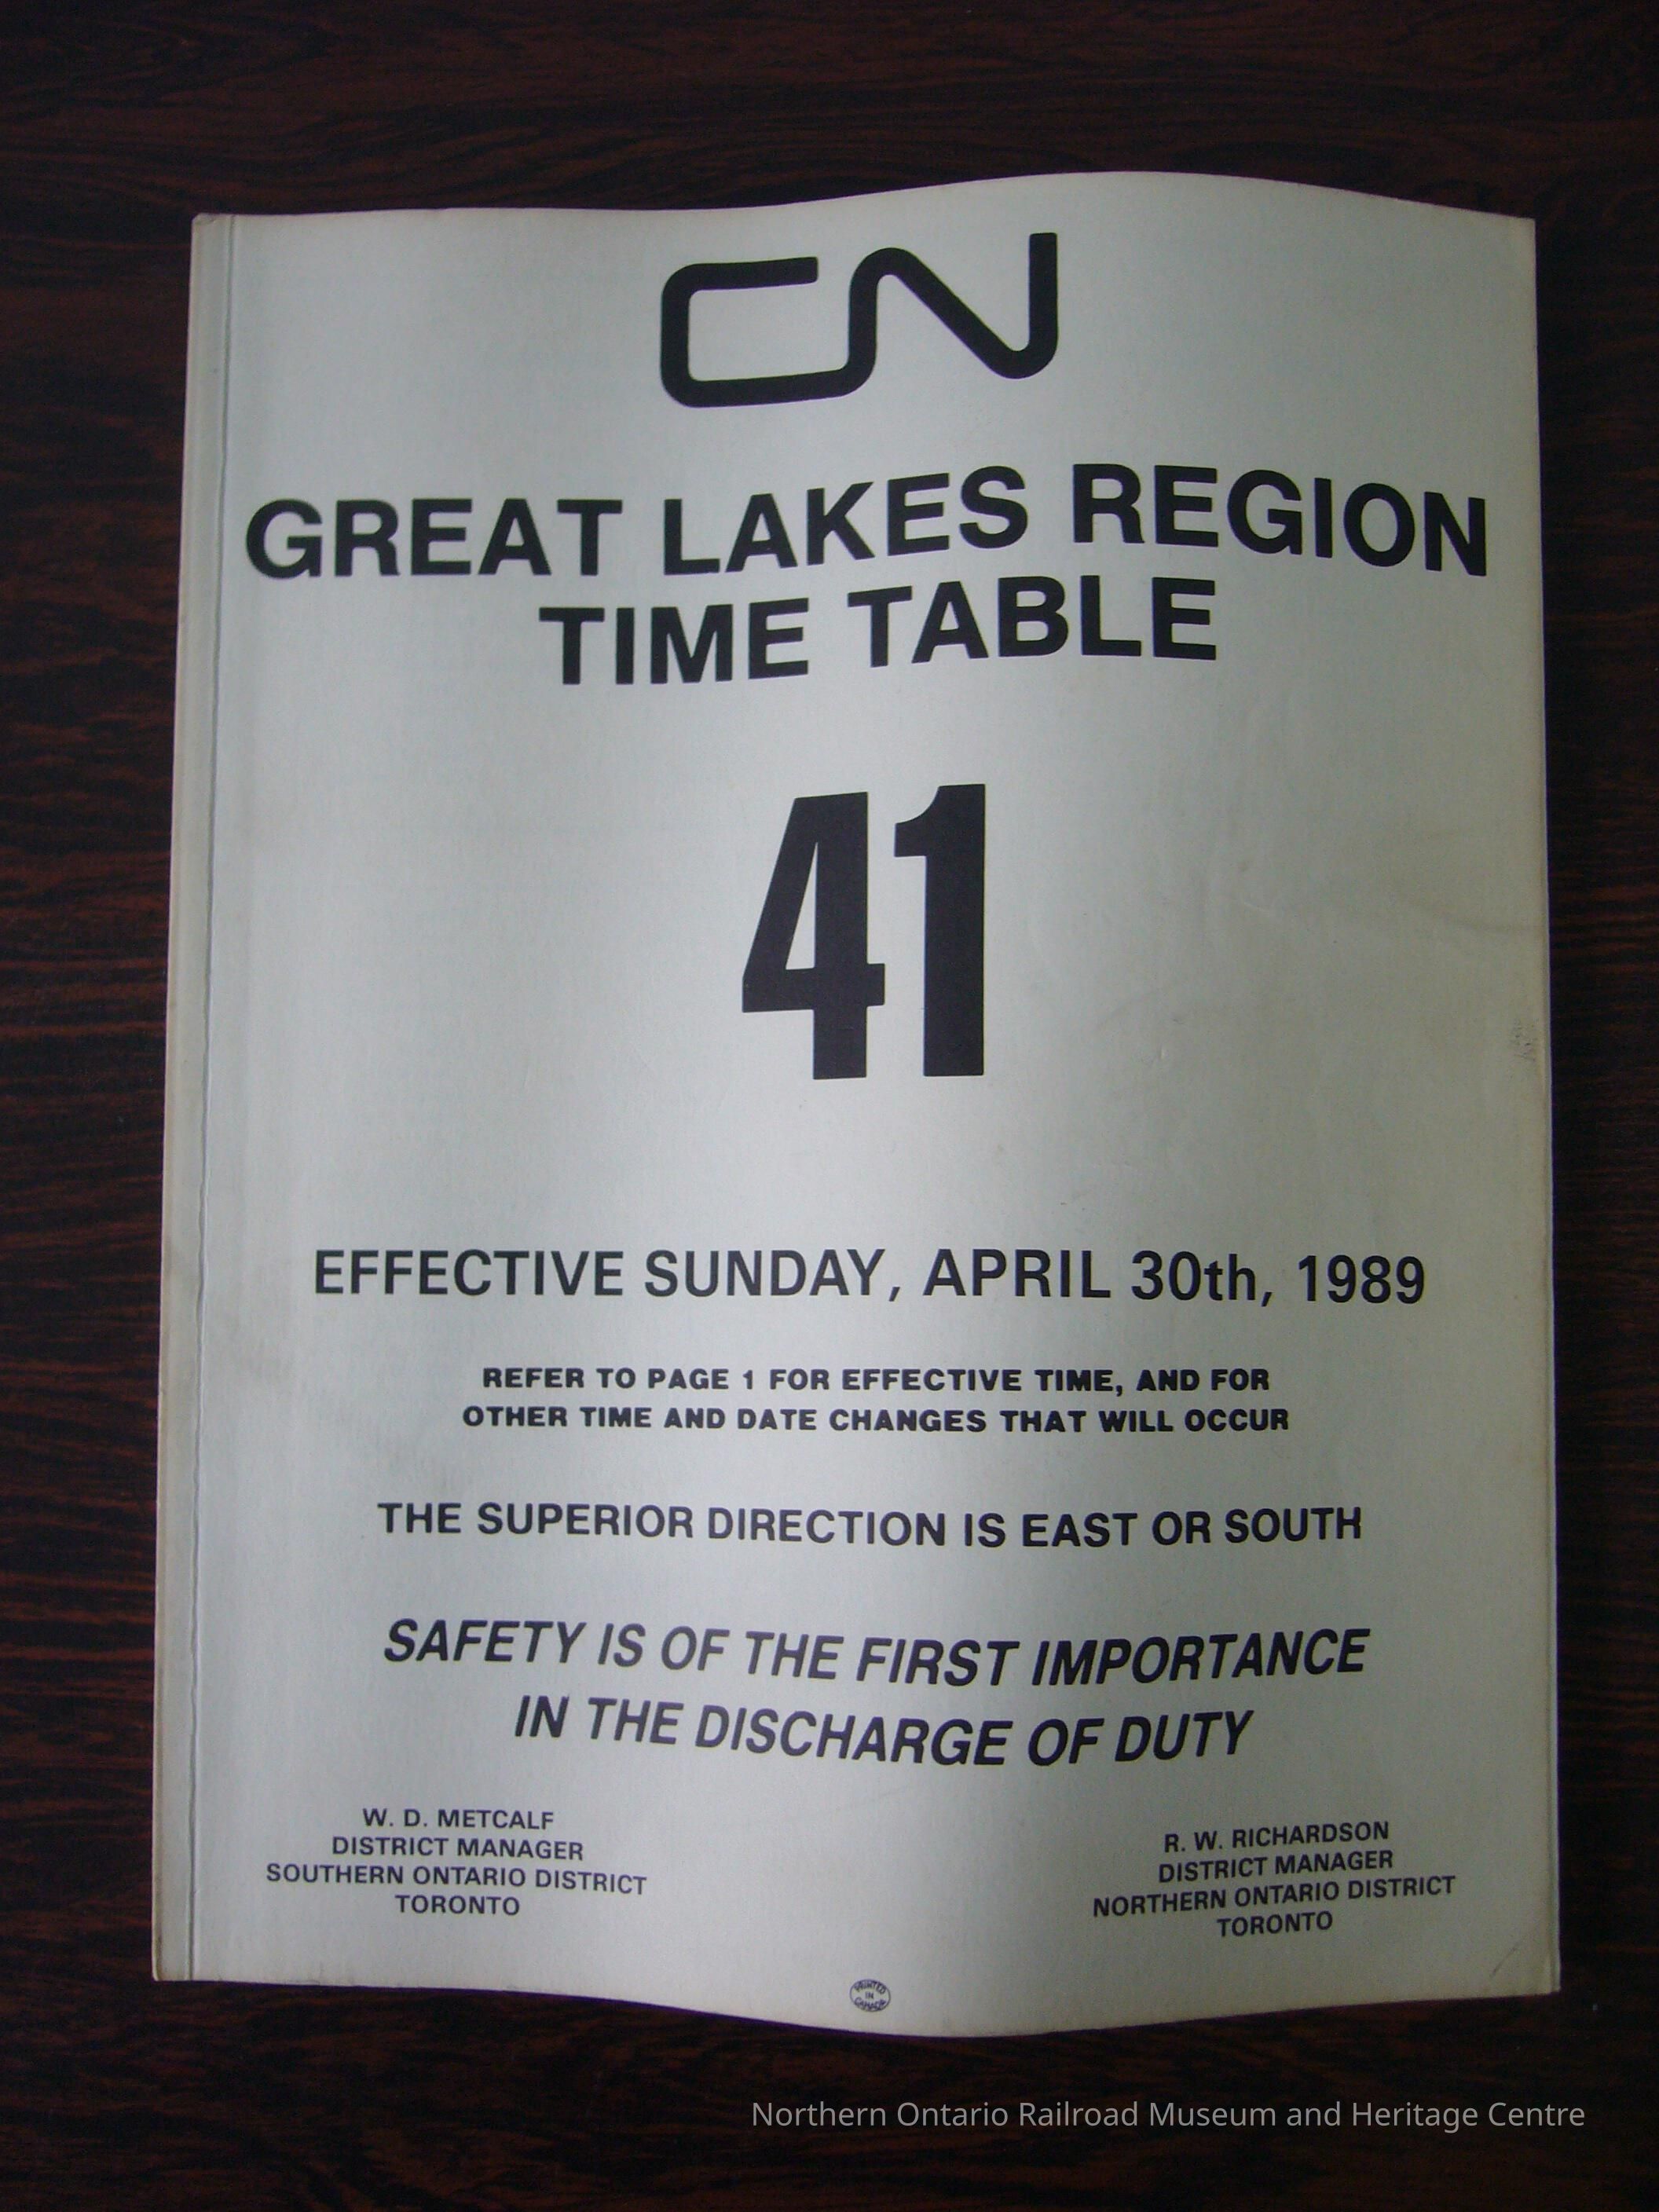 CN
GREAT LAKES REGION
TIME TABLE
41
EFFECTIVE SUNDAY, APRIL 30th, 1989
REFER TO PAGE 1 FOR EFFECTIVE TIME, AND FOR
OTHER TIME AND DATE CHANGES THAT WILL OCCUR
THE SUPERIOR DIRECTION IS EAST OR SOUTH
SAFETY IS OF THE FIRST IMPORTANCE
IN THE DISCHARGE OF DUTY
W. D. METCALF
DISTRICT MANAGER
SOUTHERN ONTARIO DISTRICT
TORONTO
R. W. RICHARDSON
DISTRICT MANAGER
NORTHERN ONTARIO DISTRICT
TORONTO
PRINTED
IN
CANADA
Northern Ontario Railroad Museum and Heritage Centre